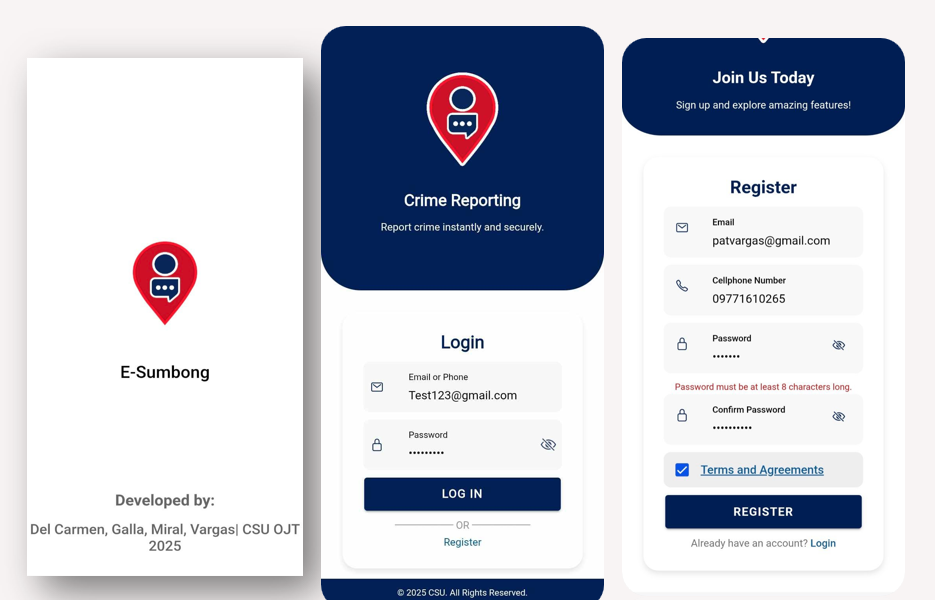 E-Sumbong
Developed by:
Del Carmen, Galla, Miral, Vargas| CSU OJT
2025
Crime Reporting
Report crime instantly and securely.
Login
Email or Phone
Test123@gmail.com
Password
•••••••••
LOG IN
OR
Register
© 2025 CSU. All Rights Reserved.
Join Us Today
Sign up and explore amazing features!
Register
Email
patvargas@gmail.com
Cellphone Number
09771610265
Password
•••••••
Password must be at least 8 characters long.
Confirm Password
••••••••••
Terms and Agreements
REGISTER
Already have an account? Login